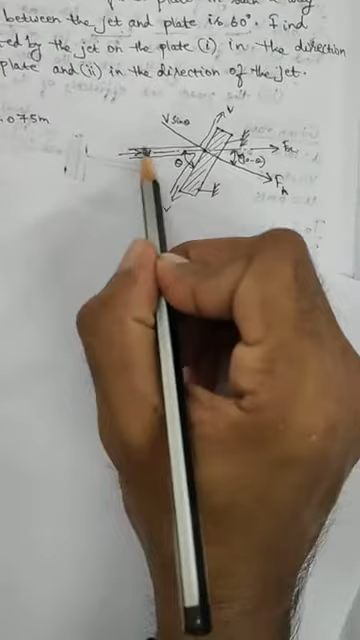 between the jet and plate is 60°. Find
ed by the jet on the plate (i) in the direction
plate and (ii) in the direction of the jet.
.075m
V sinθ
V
Fx
θ
(90-θ)
V